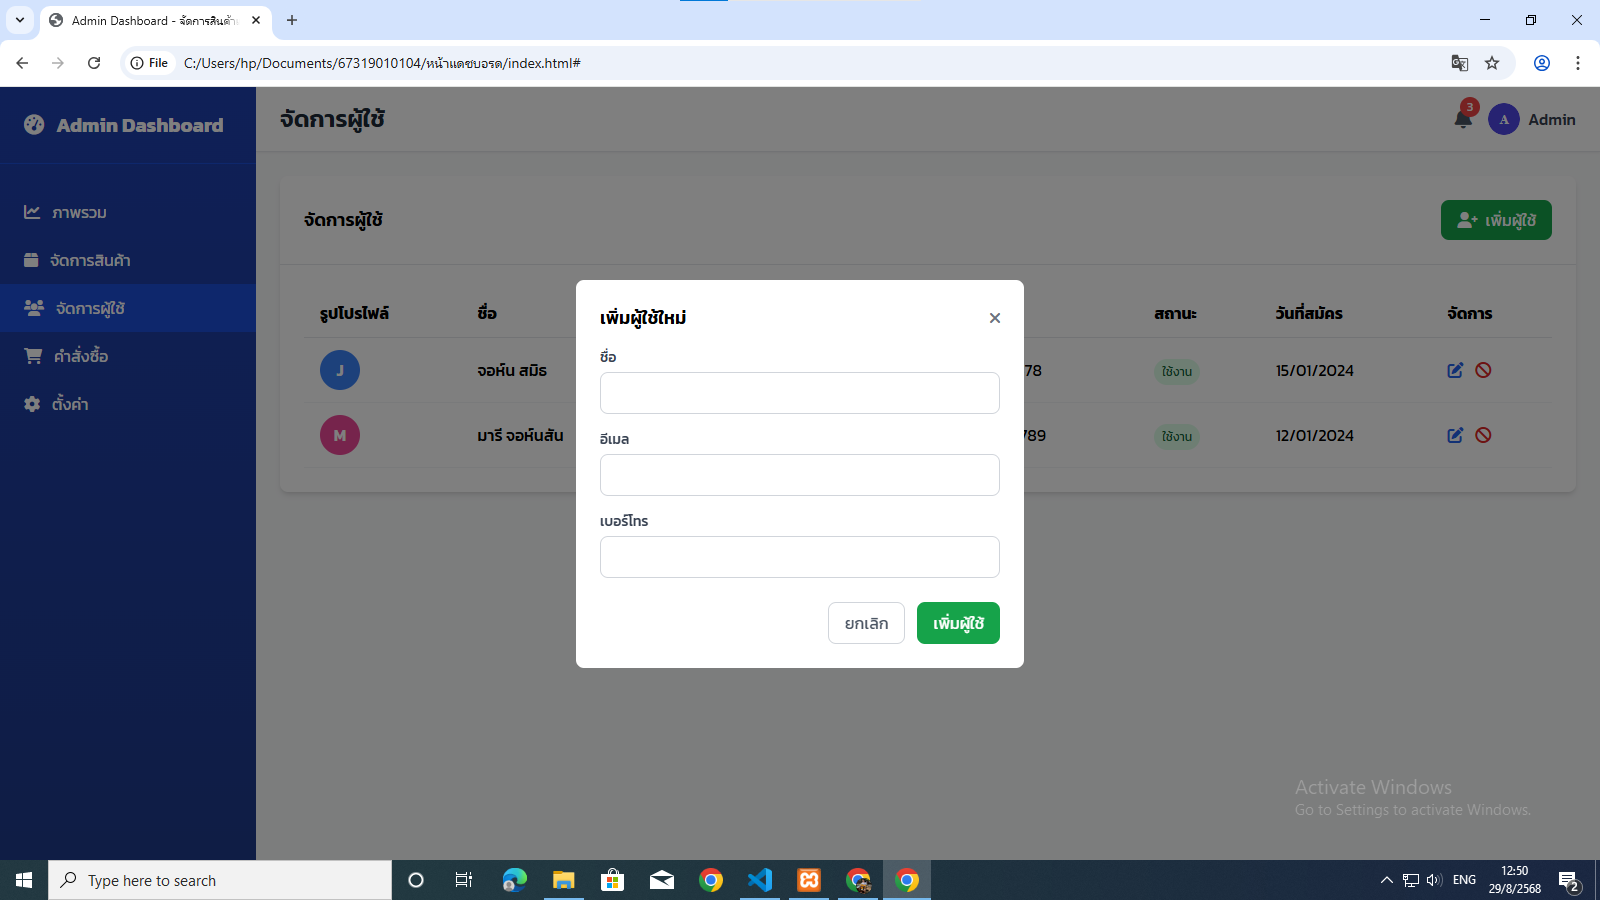 Admin Dashboard - จัดการสินค้า
File
C:/Users/hp/Documents/67319010104/หน้าแดชบอรด/index.html#
Admin Dashboard
จัดการผู้ใช้
3
A
Admin
ภาพรวม
จัดการสินค้า
จัดการผู้ใช้
คำสั่งซื้อ
ตั้งค่า
จัดการผู้ใช้
เพิ่มผู้ใช้
รูปโปรไฟล์
ชื่อ
สถานะ
วันที่สมัคร
จัดการ
J
จอห์น สมิธ
78
ใช้งาน
15/01/2024
M
มารี จอห์นสัน
789
ใช้งาน
12/01/2024
เพิ่มผู้ใช้ใหม่
ชื่อ
อีเมล
เบอร์โทร
ยกเลิก
เพิ่มผู้ใช้
Activate Windows
Go to Settings to activate Windows.
Type here to search
ENG
12:50
29/8/2568
2